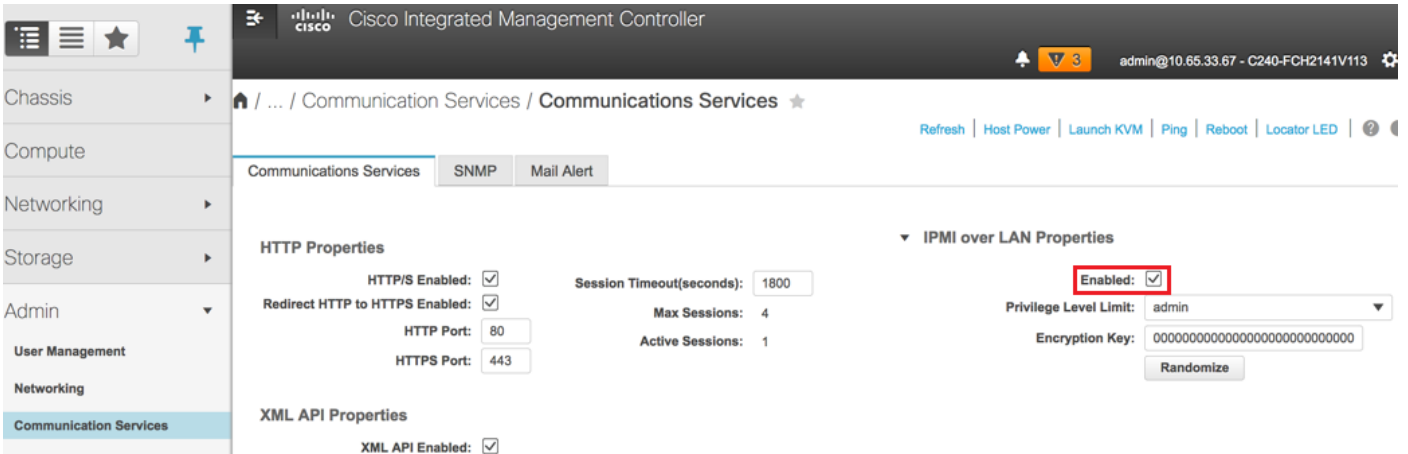 cisco Cisco Integrated Management Controller
3 admin@10.65.33.67 - C240-FCH2141V113
Chassis
Compute
Networking
Storage
Admin
User Management
Networking
Communication Services
/ ... / Communication Services / Communications Services
Refresh | Host Power | Launch KVM | Ping | Reboot | Locator LED | ?
Communications Services SNMP Mail Alert
HTTP Properties
HTTP/S Enabled:
Redirect HTTP to HTTPS Enabled:
HTTP Port: 80
HTTPS Port: 443
Session Timeout(seconds): 1800
Max Sessions: 4
Active Sessions: 1
IPMI over LAN Properties
Enabled:
Privilege Level Limit: admin
Encryption Key: 0000000000000000000000000000
Randomize
XML API Properties
XML API Enabled: